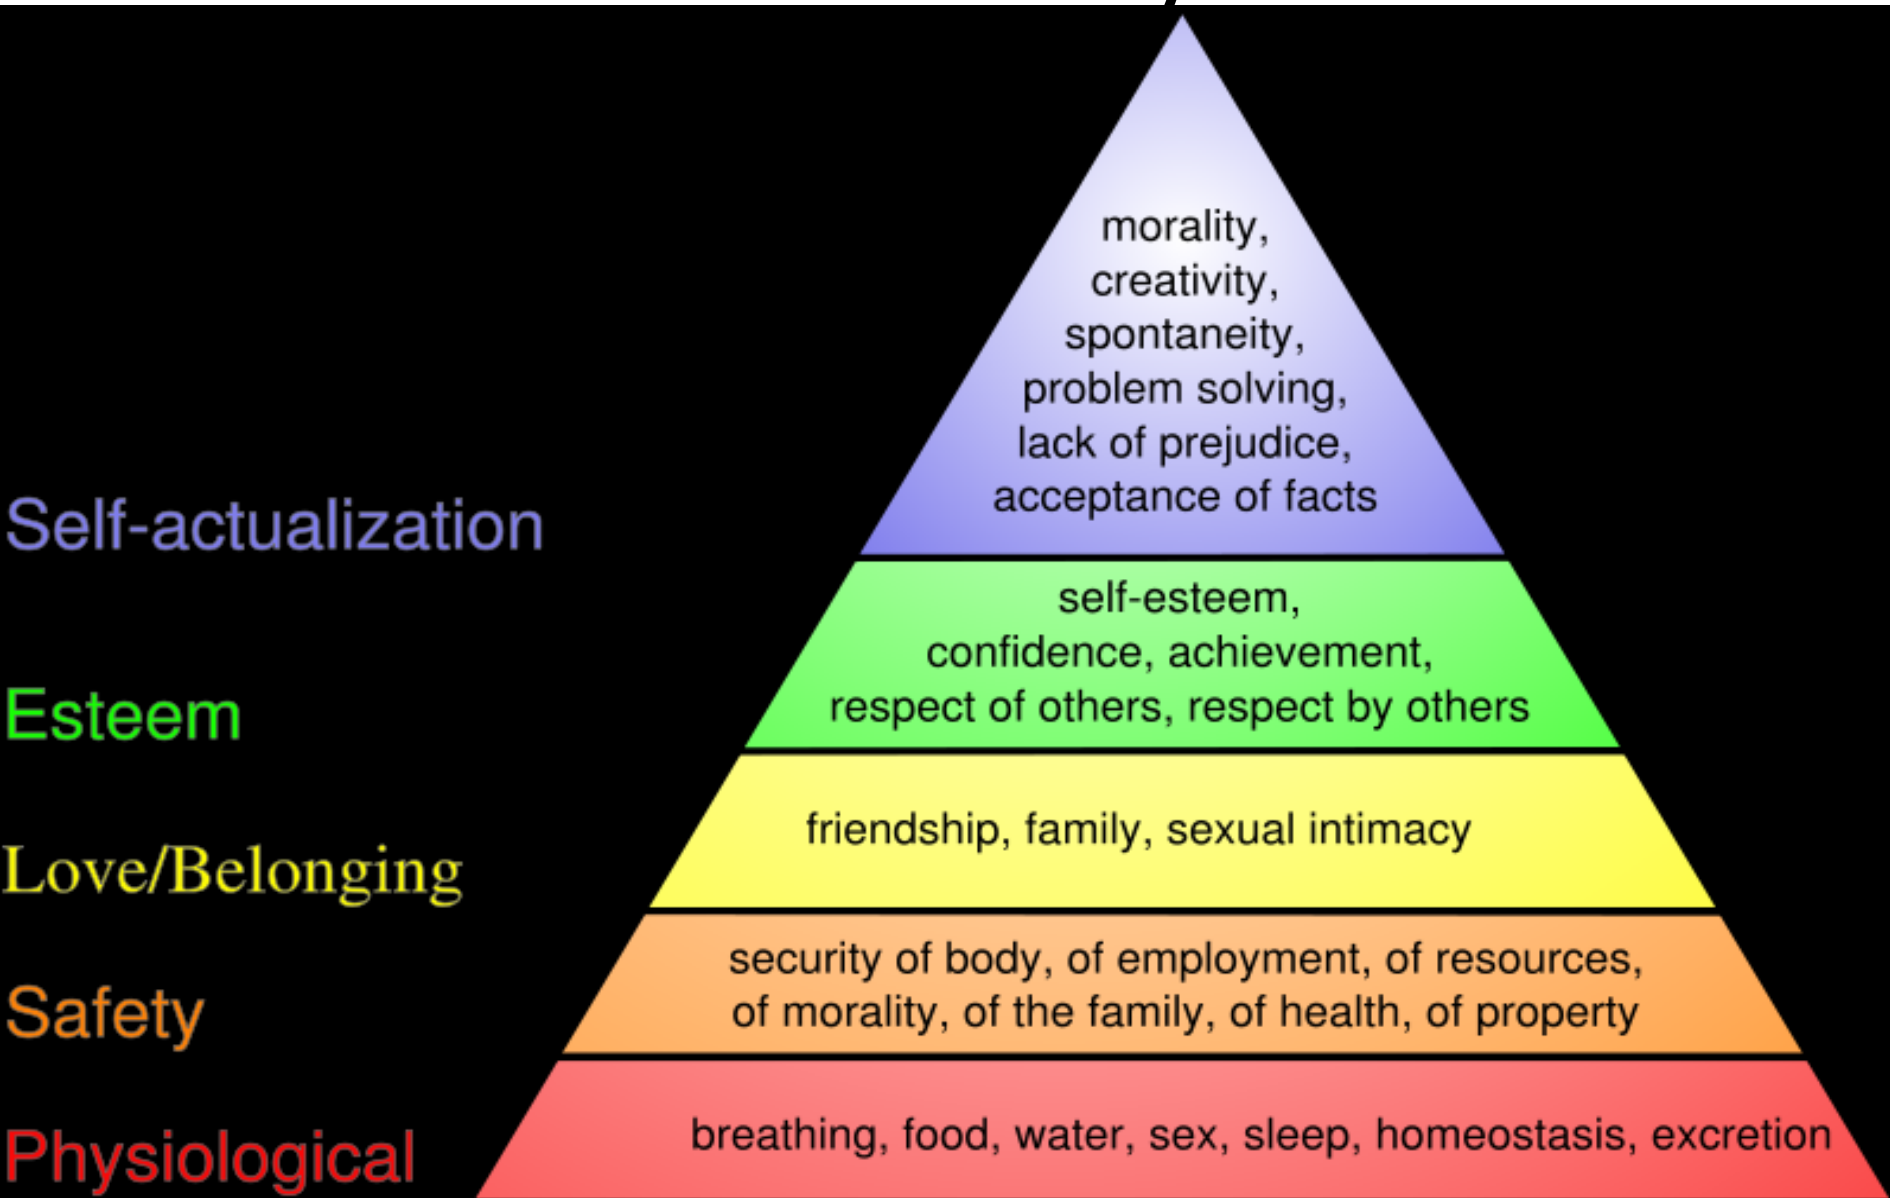 morality,
creativity,
spontaneity,
problem solving,
lack of prejudice,
acceptance of facts
Self-actualization
self-esteem,
confidence, achievement,
respect of others, respect by others
Esteem
friendship, family, sexual intimacy
Love/Belonging
security of body, of employment, of resources,
of morality, of the family, of health, of property
Safety
breathing, food, water, sex, sleep, homeostasis, excretion
Physiological